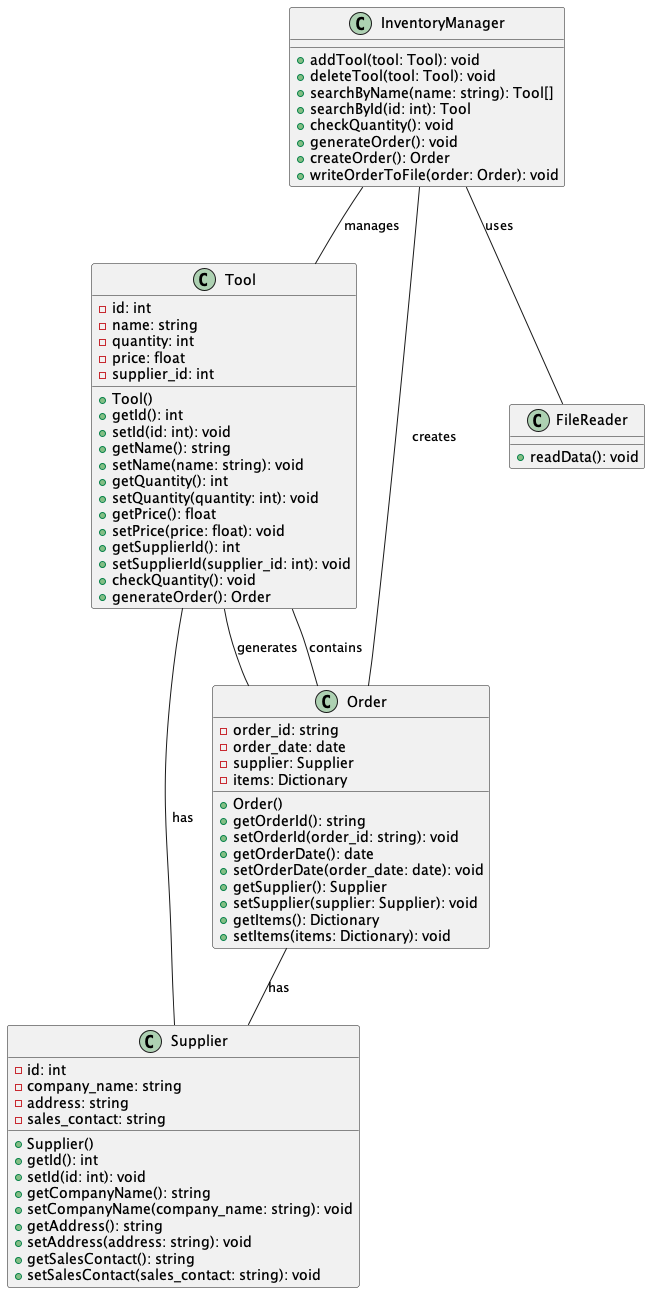 C InventoryManager
addTool(tool: Tool): void
deleteTool(tool: Tool): void
searchByName(name: string): Tool[]
searchById(id: int): Tool
checkQuantity(): void
generateOrder(): void
createOrder(): Order
writeOrderToFile(order: Order): void
manages
uses
C Tool
id: int
name: string
quantity: int
price: float
supplier_id: int
Tool()
getId(): int
setId(id: int): void
getName(): string
setName(name: string): void
getQuantity(): int
setQuantity(quantity: int): void
getPrice(): float
setPrice(price: float): void
getSupplierId(): int
setSupplierId(supplier_id: int): void
checkQuantity(): void
generateOrder(): Order
creates
C FileReader
readData(): void
generates
contains
C Order
order_id: string
order_date: date
supplier: Supplier
items: Dictionary
Order()
getOrderId(): string
setOrderId(order_id: string): void
getOrderDate(): date
setOrderDate(order_date: date): void
getSupplier(): Supplier
setSupplier(supplier: Supplier): void
getItems(): Dictionary
setItems(items: Dictionary): void
has
has
C Supplier
id: int
company_name: string
address: string
sales_contact: string
Supplier()
getId(): int
setId(id: int): void
getCompanyName(): string
setCompanyName(company_name: string): void
getAddress(): string
setAddress(address: string): void
getSalesContact(): string
setSalesContact(sales_contact: string): void